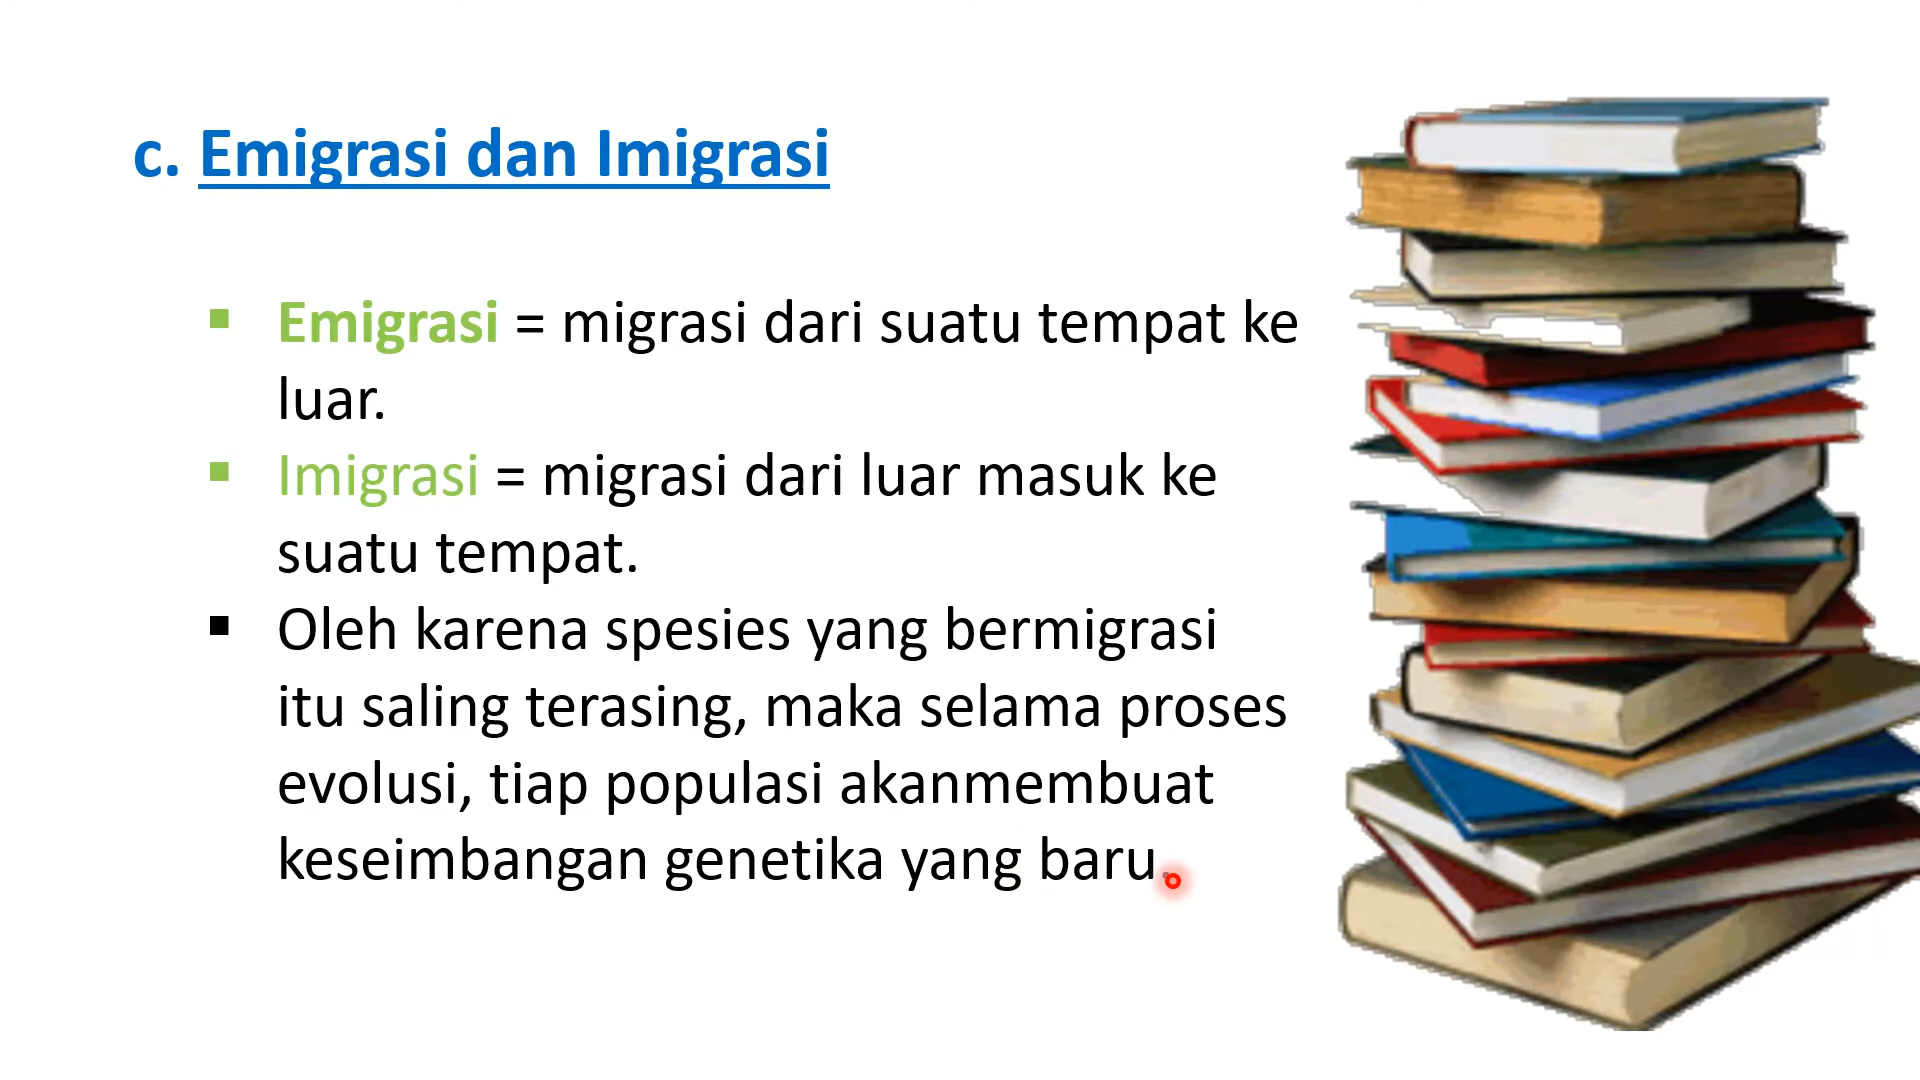 c. Emigrasi dan Imigrasi
▪ Emigrasi = migrasi dari suatu tempat ke
luar.
▪ Imigrasi = migrasi dari luar masuk ke
suatu tempat.
▪ Oleh karena spesies yang bermigrasi
itu saling terasing, maka selama proses
evolusi, tiap populasi akanmembuat
keseimbangan genetika yang baru.